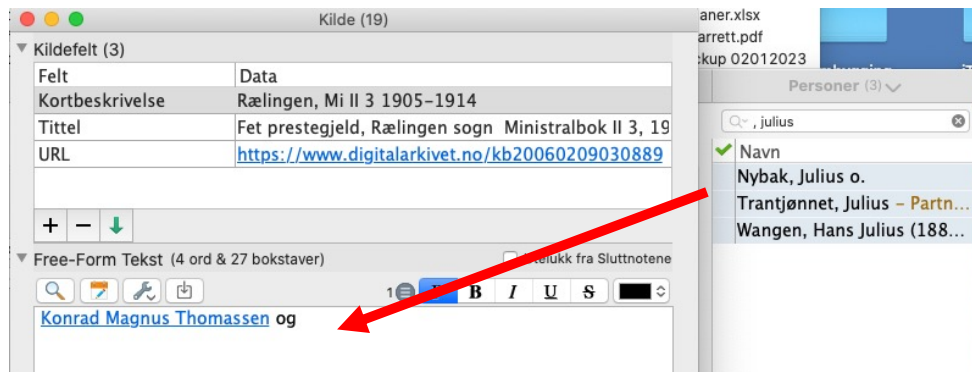 Kilde (19)
Kildefelt (3)
Felt Data
Kortbeskrivelse Rælingen, Mi II 3 1905–1914
Tittel Fet prestegjeld, Rælingen sogn Ministralbok II 3, 19
URL https://www.digitalarkivet.no/kb20060209030889
Free-Form Tekst (4 ord & 27 bokstaver)
fra Sluttnotene
1
B I U S
Konrad Magnus Thomassen og
aner.xlsx
arrett.pdf
kup 02012023
Personer (3)
, julius
Navn
Nybak, Julius o.
Trantjønnet, Julius – Partn...
Wangen, Hans Julius (188...